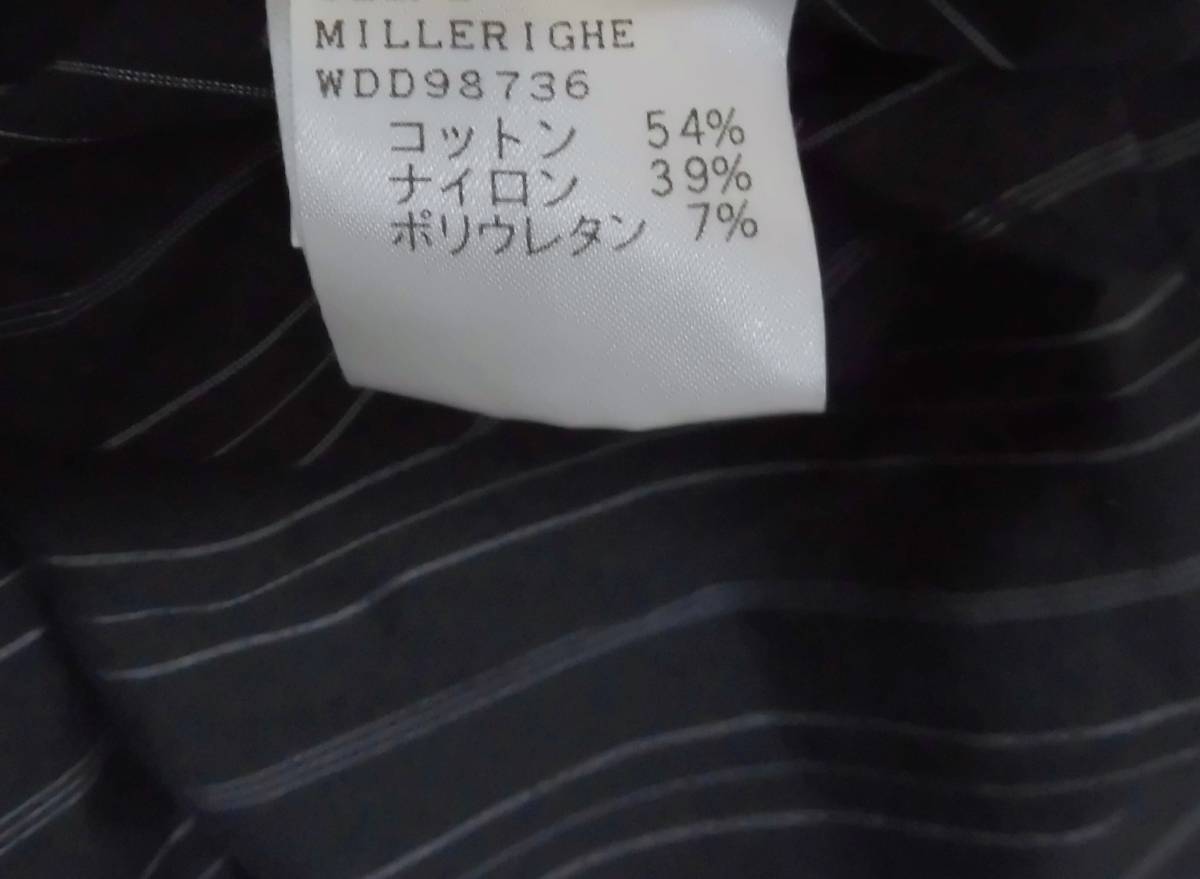 MILLERIGHE
WDD98736
コットン 54%
ナイロン 39%
ポリウレタン 7%